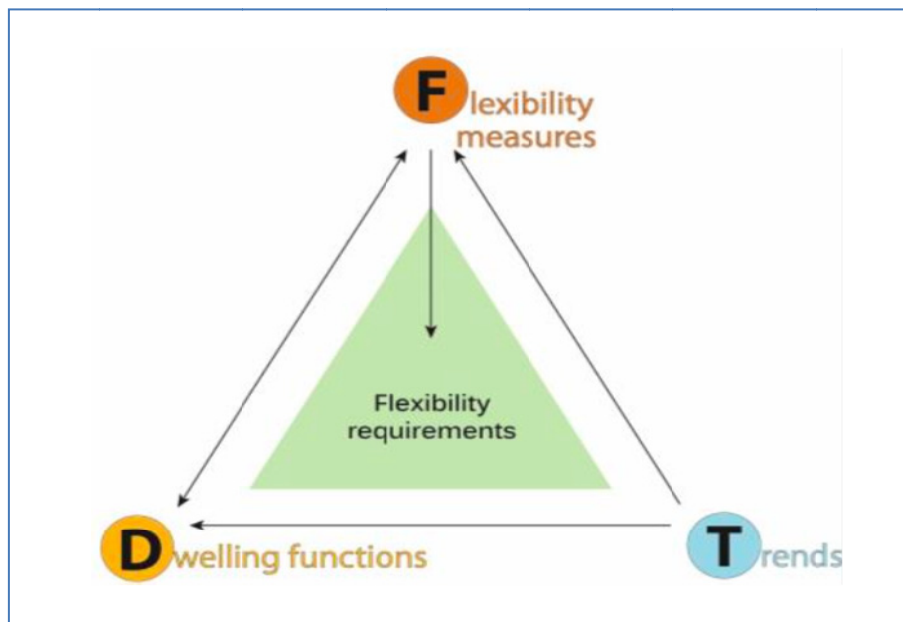 Flexibility
measures
Flexibility
requirements
Dwelling functions
Trends